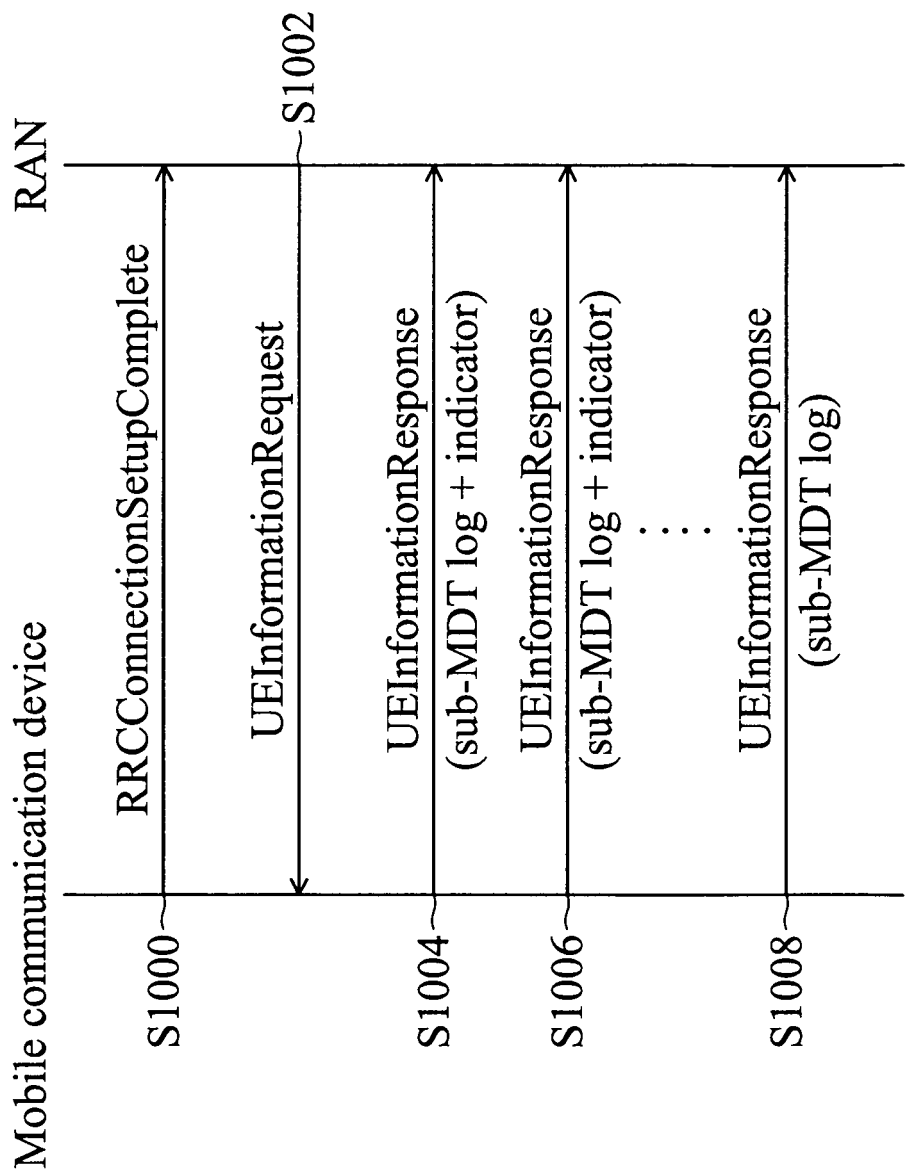 Mobile communication device
RAN
S1000
RRCConnectionSetupComplete
UEInformationRequest
S1002
S1004
UEInformationResponse
(sub-MDT log + indicator)
S1006
UEInformationResponse
(sub-MDT log + indicator)
. . . .
S1008
UEInformationResponse
(sub-MDT log)